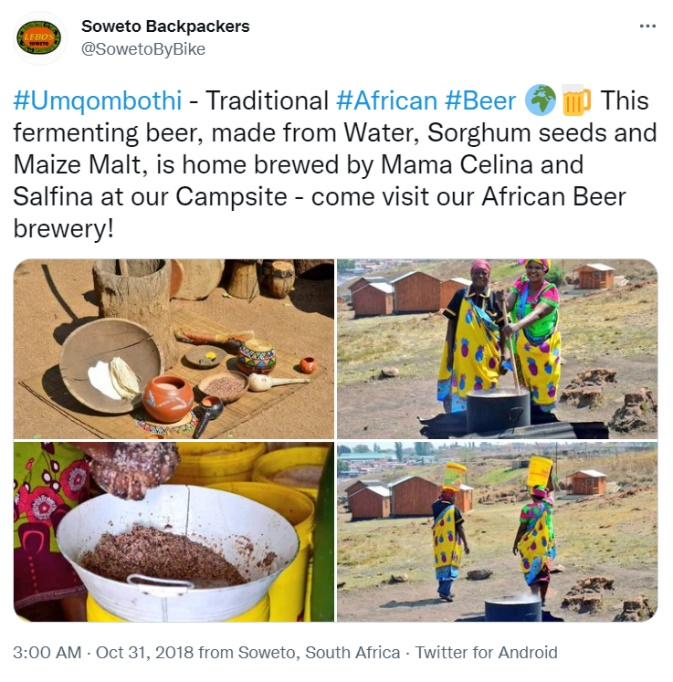 LEBO'S
SOWETO
Soweto Backpackers
@SowetoByBike
#Umqombothi - Traditional #African #Beer 🌍🍺 This
fermenting beer, made from Water, Sorghum seeds and
Maize Malt, is home brewed by Mama Celina and
Salfina at our Campsite - come visit our African Beer
brewery!
3:00 AM · Oct 31, 2018 from Soweto, South Africa · Twitter for Android